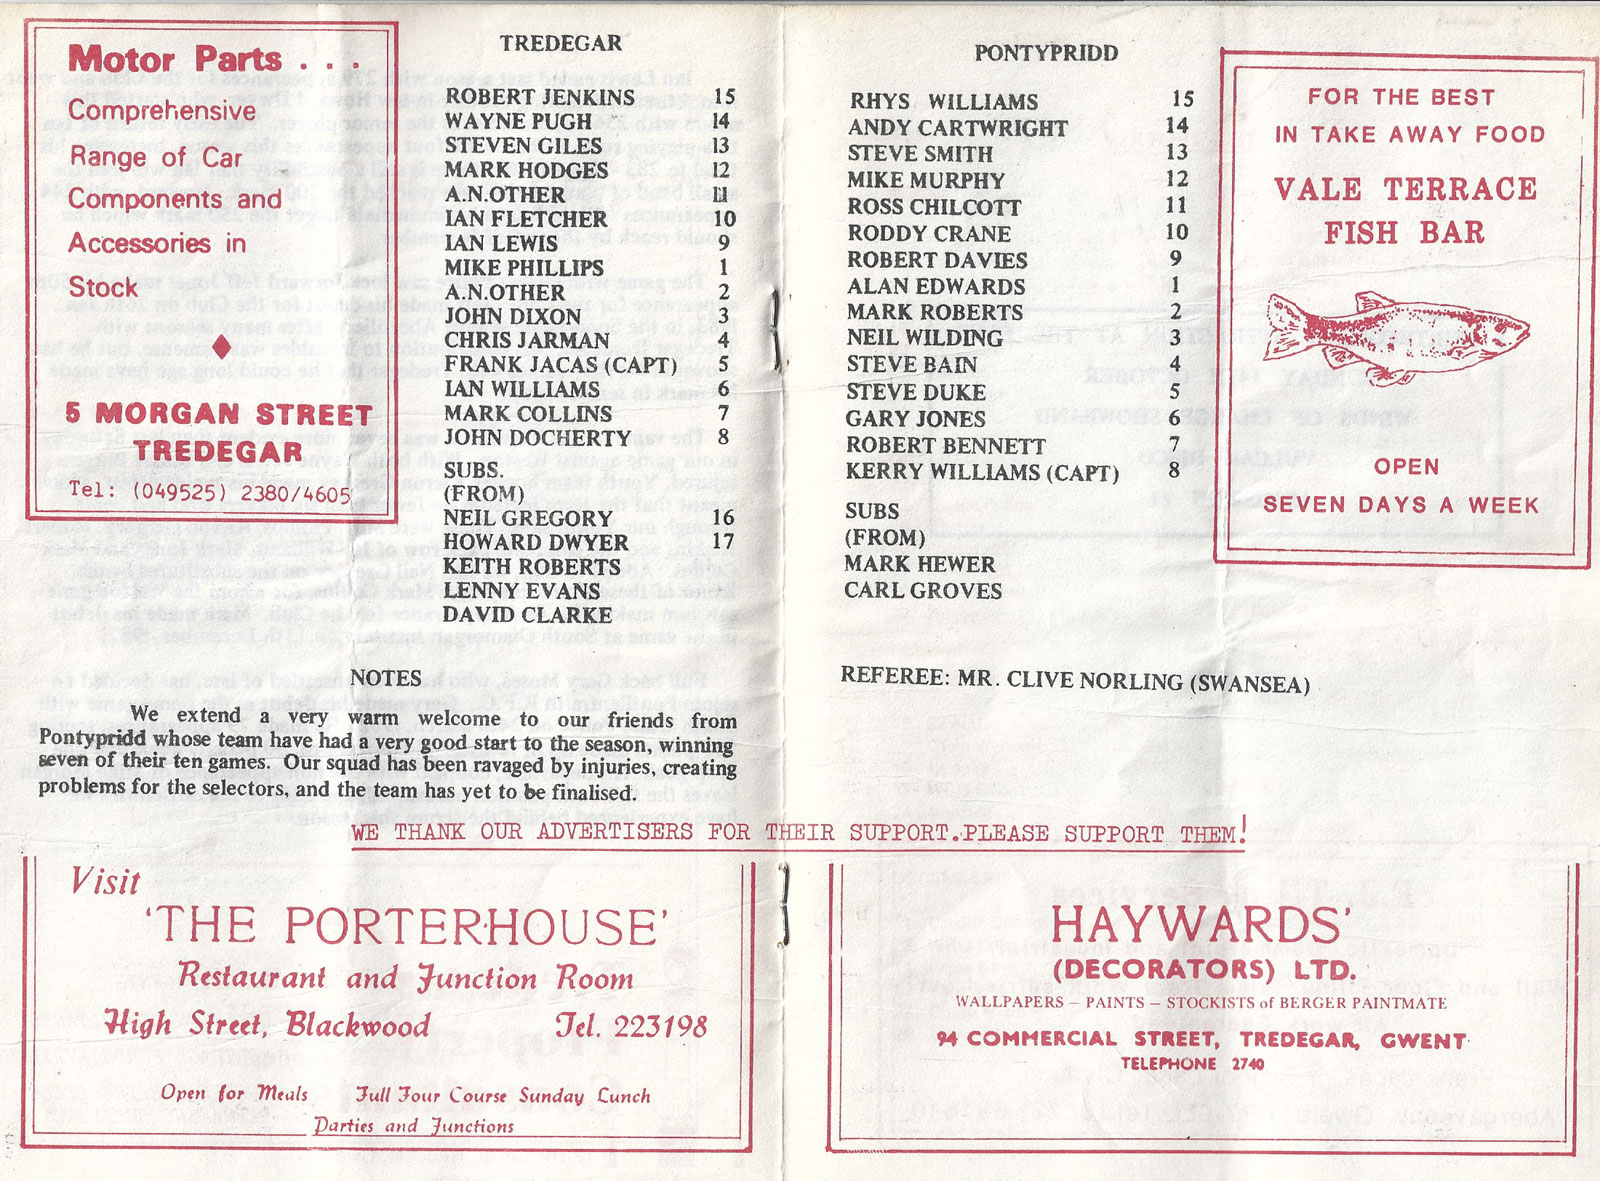 Motor Parts . . .
Comprehensive
Range of Car
Components and
Accessories in
Stock
5 MORGAN STREET
TREDEGAR
Tel: (049525) 2380/4605
TREDEGAR
ROBERT JENKINS 15
WAYNE PUGH 14
STEVEN GILES 13
MARK HODGES 12
A.N.OTHER 11
IAN FLETCHER 10
IAN LEWIS 9
MIKE PHILLIPS 1
A.N.OTHER 2
JOHN DIXON 3
CHRIS JARMAN 4
FRANK JACAS (CAPT) 5
IAN WILLIAMS 6
MARK COLLINS 7
JOHN DOCHERTY 8
SUBS.
(FROM)
NEIL GREGORY 16
HOWARD DWYER 17
KEITH ROBERTS
LENNY EVANS
DAVID CLARKE
NOTES
We extend a very warm welcome to our friends from
Pontypridd whose team have had a very good start to the season, winning
seven of their ten games. Our squad has been ravaged by injuries, creating
problems for the selectors, and the team has yet to be finalised.
PONTYPRIDD
RHYS WILLIAMS 15
ANDY CARTWRIGHT 14
STEVE SMITH 13
MIKE MURPHY 12
ROSS CHILCOTT 11
RODDY CRANE 10
ROBERT DAVIES 9
ALAN EDWARDS 1
MARK ROBERTS 2
NEIL WILDING 3
STEVE BAIN 4
STEVE DUKE 5
GARY JONES 6
ROBERT BENNETT 7
KERRY WILLIAMS (CAPT) 8
SUBS
(FROM)
MARK HEWER
CARL GROVES
REFEREE: MR. CLIVE NORLING (SWANSEA)
FOR THE BEST
IN TAKE AWAY FOOD
VALE TERRACE
FISH BAR
OPEN
SEVEN DAYS A WEEK
WE THANK OUR ADVERTISERS FOR THEIR SUPPORT.PLEASE SUPPORT THEM!
Visit
'THE PORTERHOUSE'
Restaurant and Junction Room
High Street, Blackwood Tel. 223198
Open for Meals Full Four Course Sunday Lunch
Parties and Functions
HAYWARDS'
(DECORATORS) LTD.
WALLPAPERS – PAINTS – STOCKISTS of BERGER PAINTMATE
94 COMMERCIAL STREET, TREDEGAR, GWENT
TELEPHONE 2740